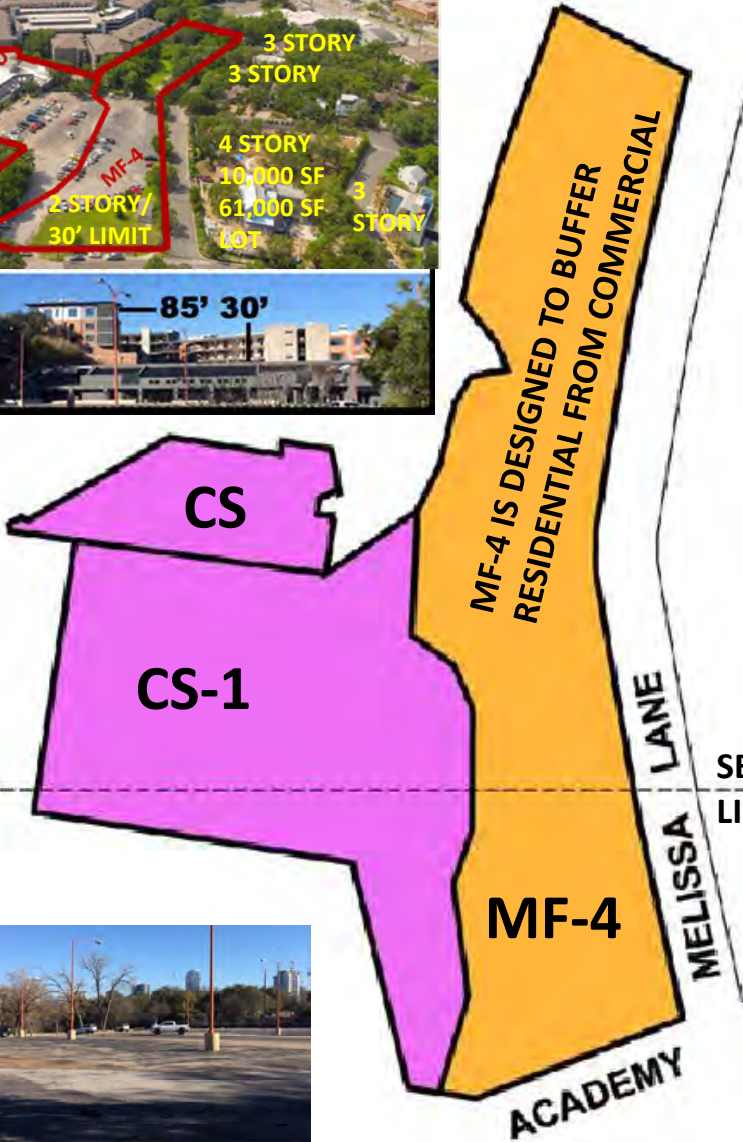 3 STORY
3 STORY
4 STORY
10,000 SF
61,000 SF
LOT
3
STORY
MF-4
2 STORY/
30' LIMIT
85' 30'
MF-4 IS DESIGNED TO BUFFER
RESIDENTIAL FROM COMMERCIAL
CS
CS-1
MF-4
MELISSA LANE
SE
LI
ACADEMY